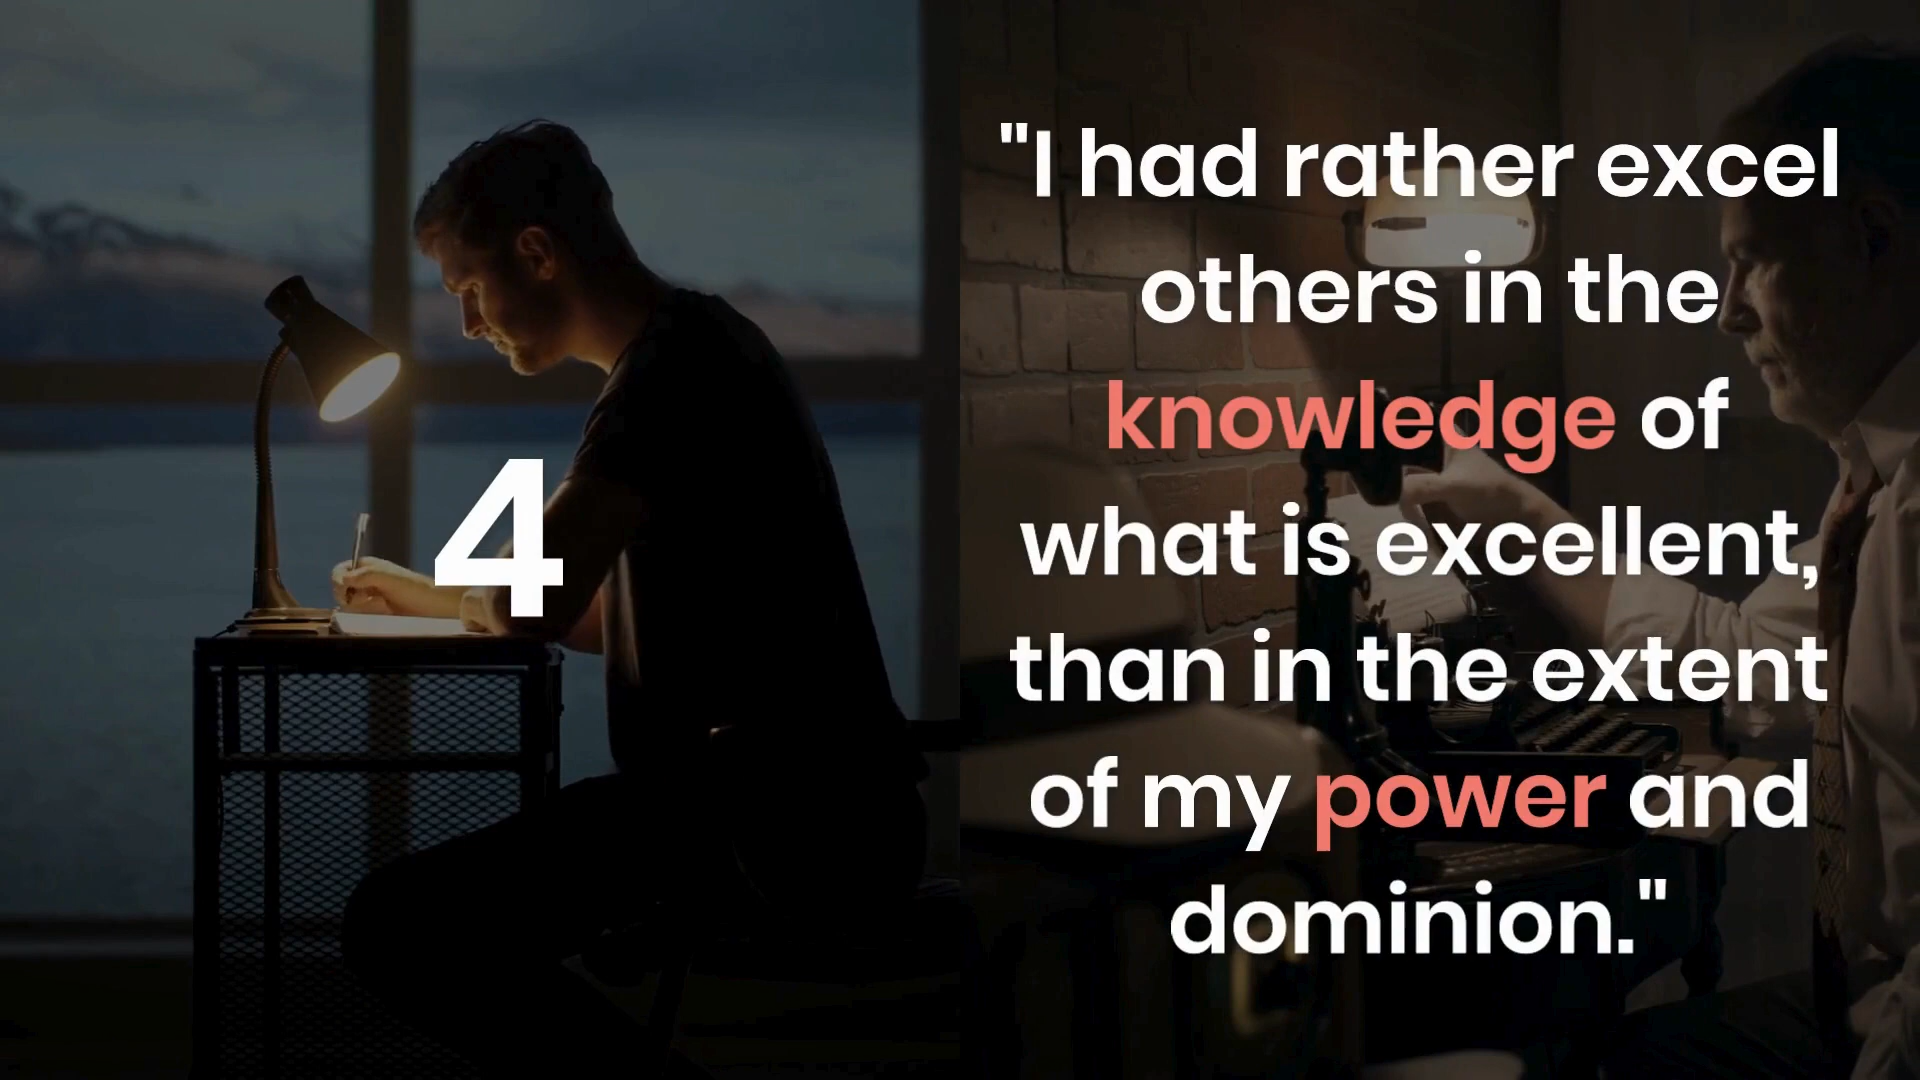 4
"I had rather excel
others in the
knowledge of
what is excellent,
than in the extent
of my power and
dominion."